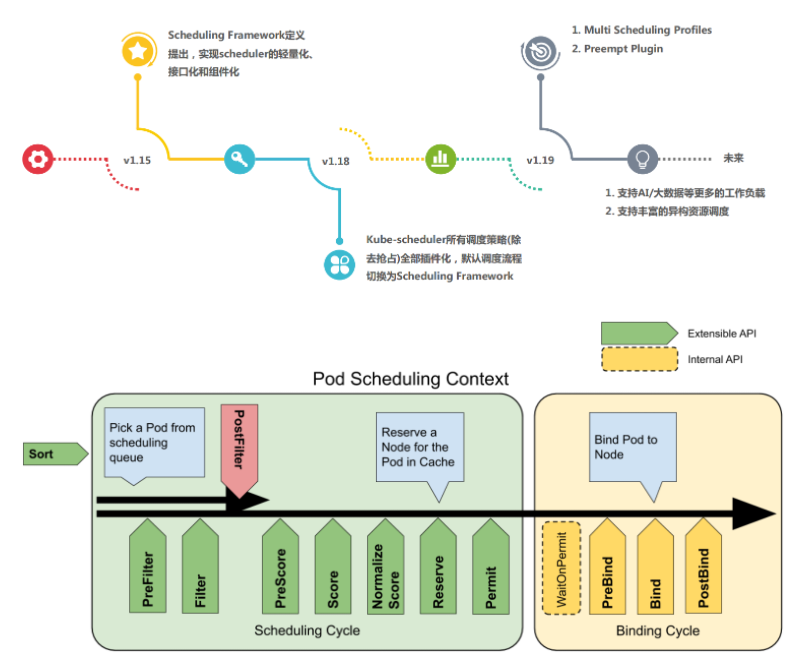 Scheduling Framework定义
提出，实现scheduler的轻量化、
接口化和组件化
1. Multi Scheduling Profiles
2. Preempt Plugin
v1.15
v1.18
v1.19
未来
1. 支持AI/大数据等更多的工作负载
2. 支持丰富的异构资源调度
Kube-scheduler所有调度策略(除
去抢占)全部插件化，默认调度流程
切换为Scheduling Framework
Extensible API
Internal API
Pod Scheduling Context
Sort
Pick a Pod from
scheduling
queue
PostFilter
Reserve a
Node for the
Pod in Cache
Bind Pod to
Node
PreFilter
Filter
PreScore
Score
Normalize
Score
Reserve
Permit
WaitOnPermit
PreBind
Bind
PostBind
Scheduling Cycle
Binding Cycle